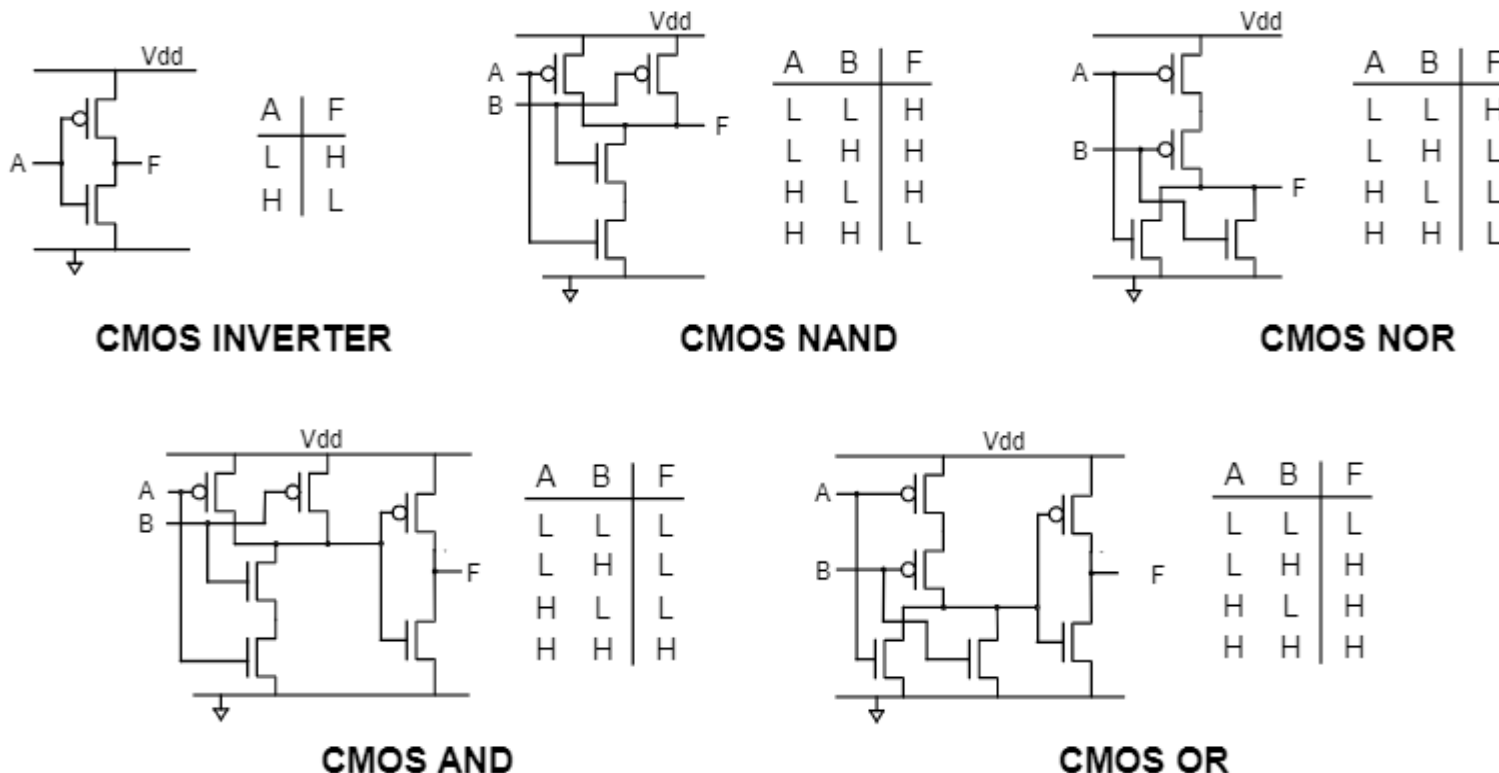 Vdd
A
F
A F
L H
H L
CMOS INVERTER
Vdd
A
B
F
A B F
L L H
L H H
H L H
H H L
CMOS NAND
Vdd
A
B
F
A B F
L L H
L H L
H L L
H H L
CMOS NOR
Vdd
A
B
F
A B F
L L L
L H L
H L L
H H H
CMOS AND
Vdd
A
B
F
A B F
L L L
L H H
H L H
H H H
CMOS OR